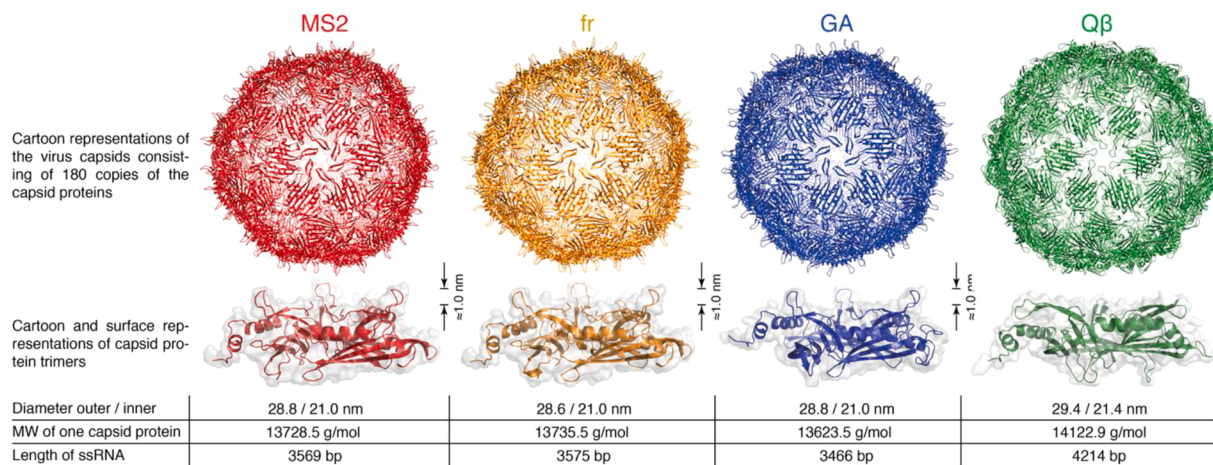 MS2 fr GA Qβ
Cartoon representations of
the virus capsids consist-
ing of 180 copies of the
capsid proteins
≈1.0 nm ≈1.0 nm ≈1.0 nm
Cartoon and surface rep-
resentations of capsid pro-
tein trimers
Diameter outer / inner 28.8 / 21.0 nm 28.6 / 21.0 nm 28.8 / 21.0 nm 29.4 / 21.4 nm
MW of one capsid protein 13728.5 g/mol 13735.5 g/mol 13623.5 g/mol 14122.9 g/mol
Length of ssRNA 3569 bp 3575 bp 3466 bp 4214 bp